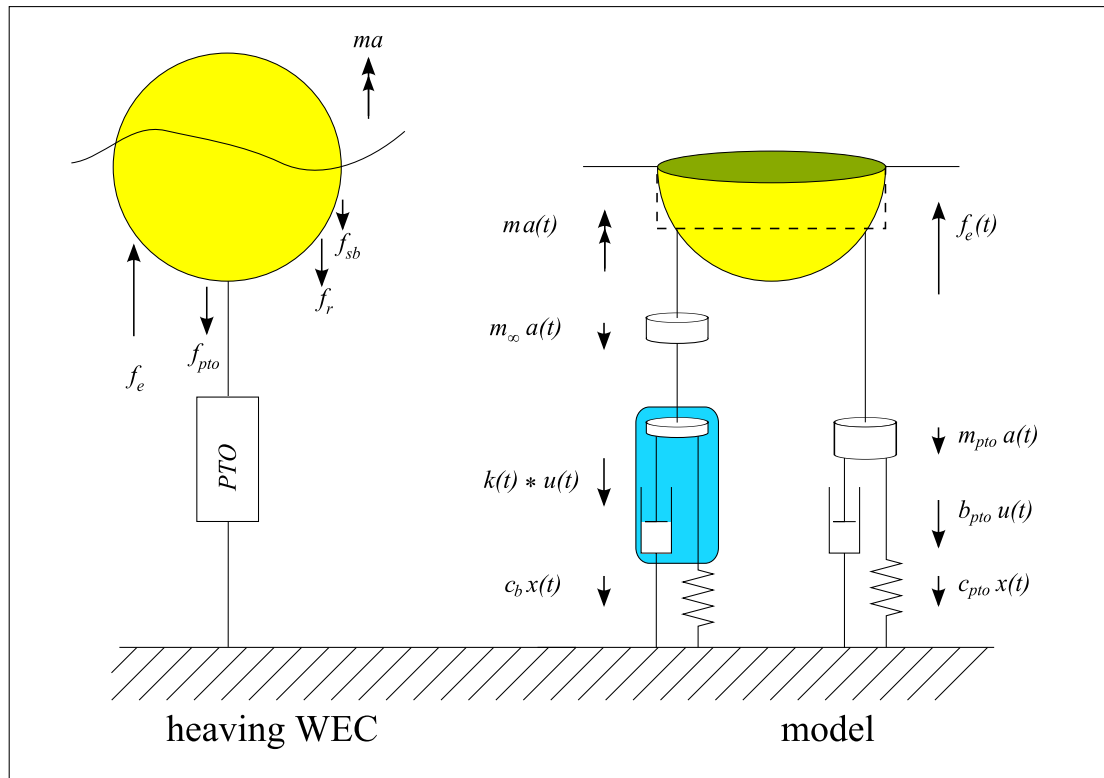 ma
f_sb
f_r
f_pto
f_e
PTO
heaving WEC
ma(t)
f_e(t)
m_∞ a(t)
m_pto a(t)
k(t) * u(t)
b_pto u(t)
c_b x(t)
c_pto x(t)
model